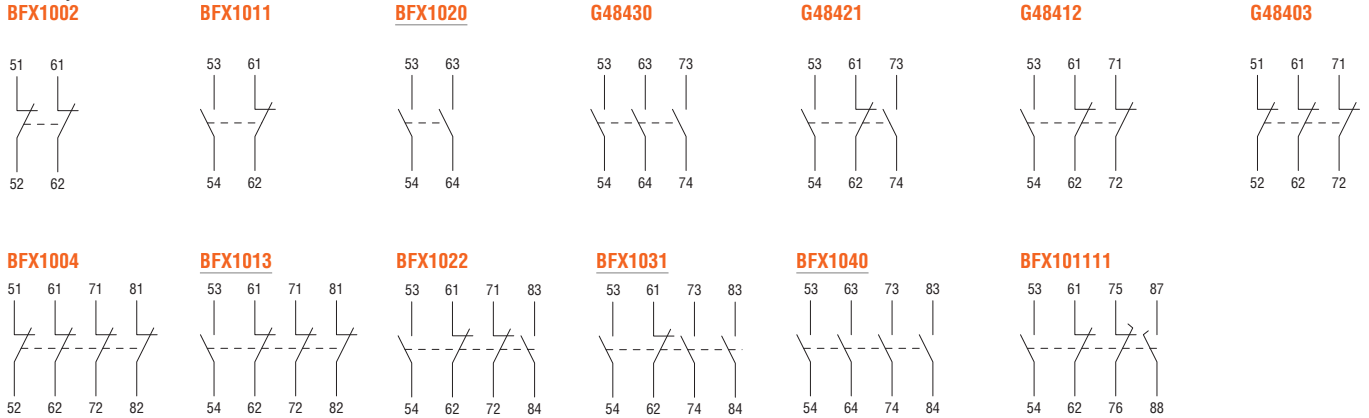 BFX1002 BFX1011 BFX1020 G48430 G48421 G48412 G48403
51 61 53 61 53 63 53 63 73 53 61 73 53 61 71 51 61 71
52 62 54 62 54 64 54 64 74 54 62 74 54 62 72 52 62 72
BFX1004 BFX1013 BFX1022 BFX1031 BFX1040 BFX101111
51 61 71 81 53 61 71 81 53 61 71 83 53 61 73 83 53 63 73 83 53 61 75 87
52 62 72 82 54 62 72 82 54 62 72 84 54 62 74 84 54 64 74 84 54 62 76 88